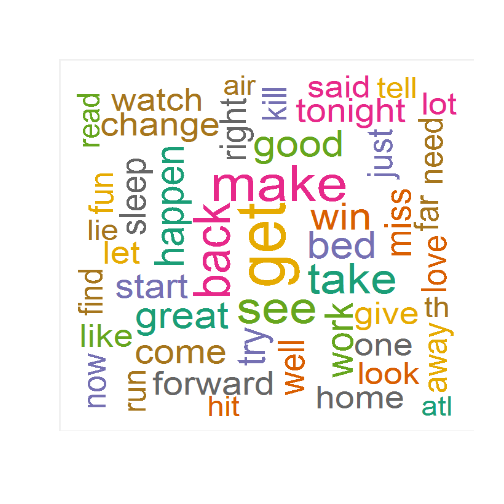 air said tell
read watch kill tonight lot
change right good just need
sleep happen make
fun back get win miss far
lie let bed love
find start great see take
like try work give th
now come well one away
run forward look
hit home atl